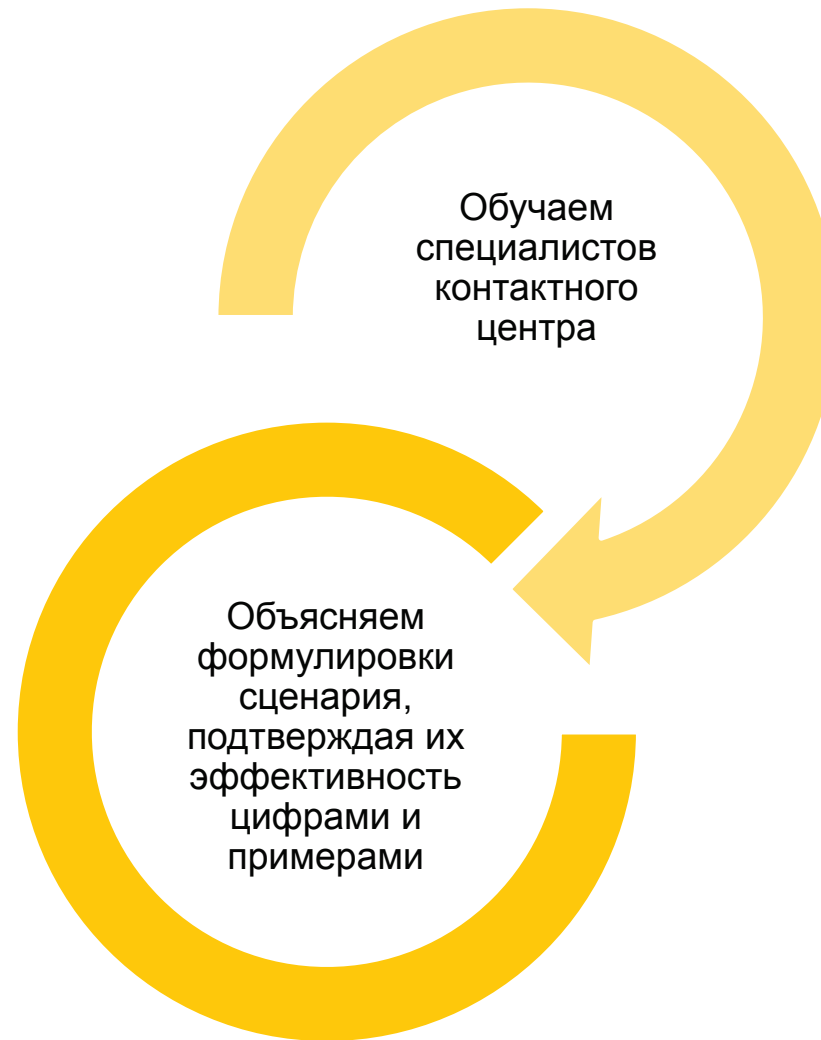 Обучаем
специалистов
контактного
центра
Объясняем
формулировки
сценария,
подтверждая их
эффективность
цифрами и
примерами